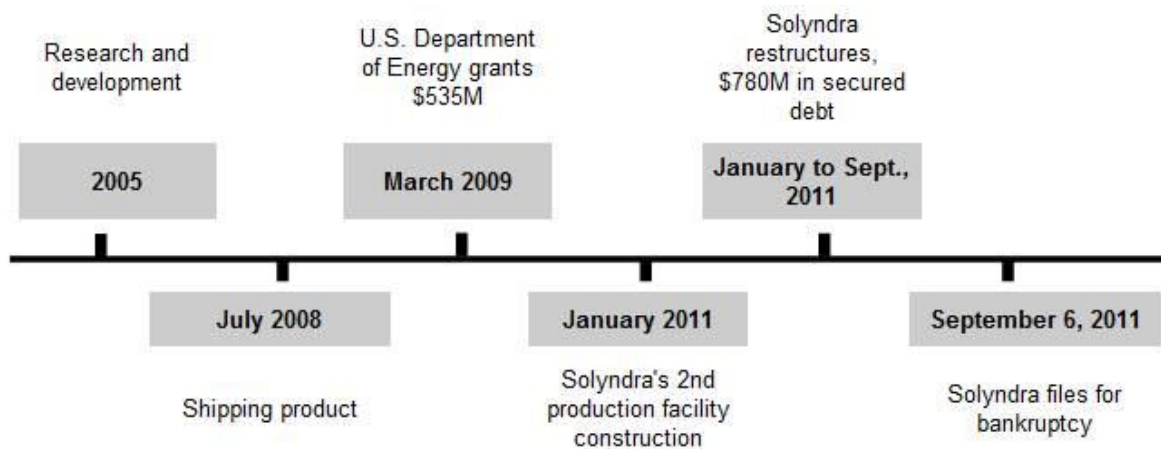 Research and
development
2005
July 2008
Shipping product
U.S. Department
of Energy grants
$535M
March 2009
January 2011
Solyndra's 2nd
production facility
construction
Solyndra
restructures,
$780M in secured
debt
January to Sept.,
2011
September 6, 2011
Solyndra files for
bankruptcy